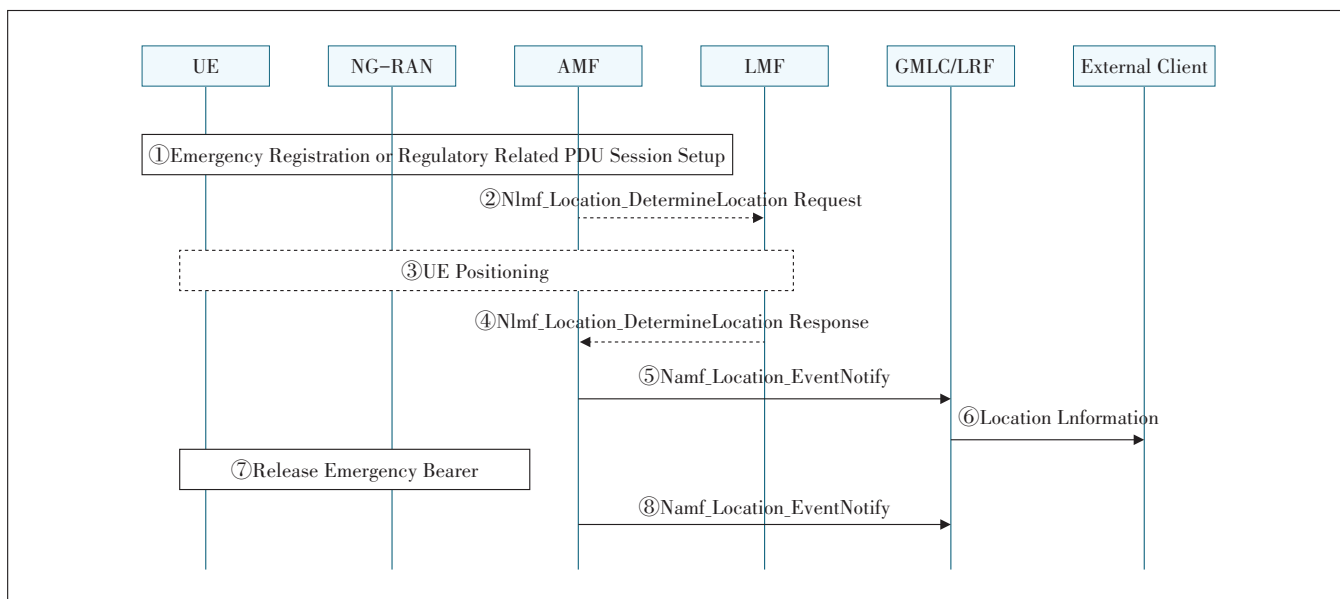 UE
NG-RAN
AMF
LMF
GMLC/LRF
External Client
①Emergency Registration or Regulatory Related PDU Session Setup
②Nlmf_Location_DetermineLocation Request
③UE Positioning
④Nlmf_Location_DetermineLocation Response
⑤Namf_Location_EventNotify
⑥Location Lnformation
⑦Release Emergency Bearer
⑧Namf_Location_EventNotify